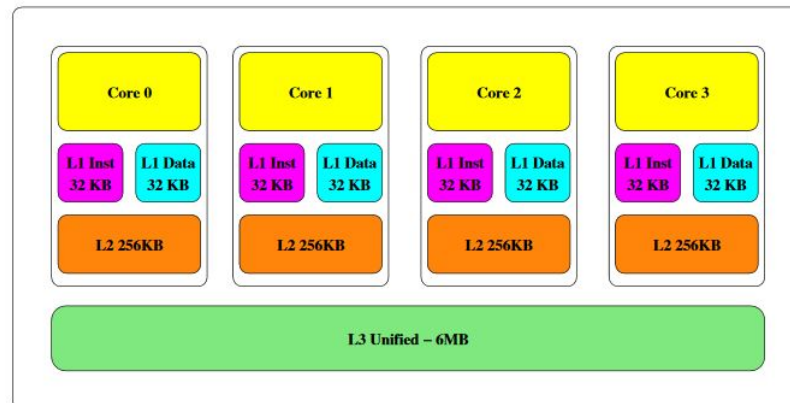 Core 0
Core 1
Core 2
Core 3
L1 Inst
32 KB
L1 Data
32 KB
L1 Inst
32 KB
L1 Data
32 KB
L1 Inst
32 KB
L1 Data
32 KB
L1 Inst
32 KB
L1 Data
32 KB
L2 256KB
L2 256KB
L2 256KB
L2 256KB
L3 Unified – 6MB